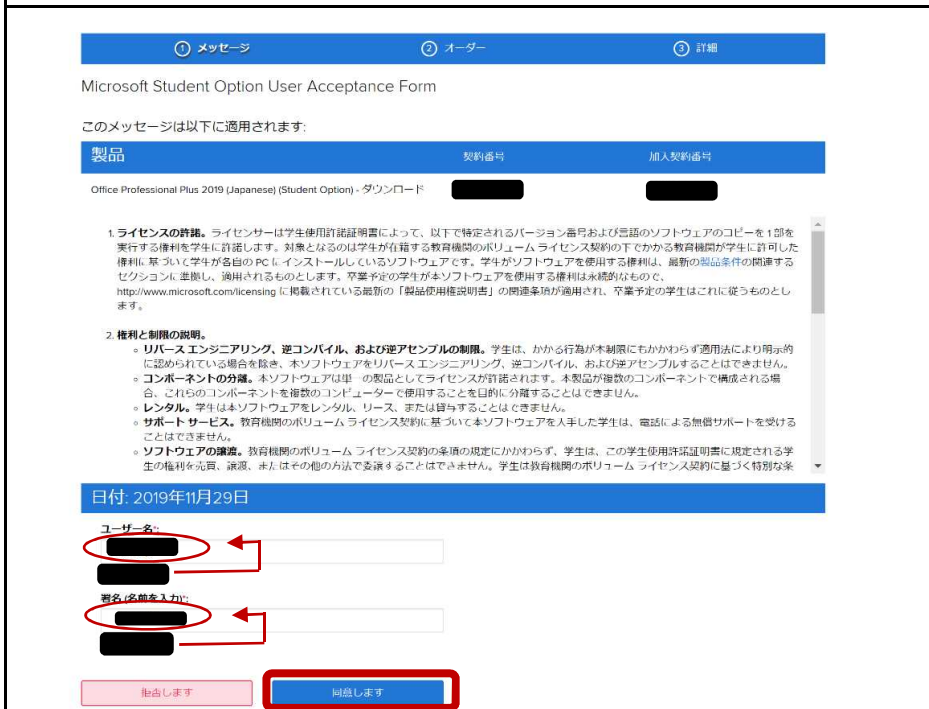 ① メッセージ ② オーダー ③ 詳細
Microsoft Student Option User Acceptance Form
このメッセージは以下に適用されます:
製品 契約番号 加入契約番号
Office Professional Plus 2019 (Japanese) (Student Option) - ダウンロード
1. ライセンスの許諾。ライセンサーは学生使用許諾証明書によって、以下で特定されるバージョン番号および言語のソフトウェアのコピーを1部を
実行する権利を学生に許諾します。対象となるのは学生が在籍する教育機関のボリューム ライセンス契約の下でかかる教育機関が学生に許可した
権利に基づいて学生が各自の PC にインストールしているソフトウェアです。学生がソフトウェアを使用する権利は、最新の製品条件の関連する
セクションに準拠し、適用されるものとします。卒業予定の学生が本ソフトウェアを使用する権利は永続的なもので、
http://www.microsoft.com/licensing に掲載されている最新の「製品使用権説明書」の関連条項が適用され、卒業予定の学生はこれに従うものとし
ます。
2. 権利と制限の説明。
◦ リバース エンジニアリング、逆コンパイル、および逆アセンブルの制限。学生は、かかる行為が本制限にもかかわらず適用法により明示的
に認められている場合を除き、本ソフトウェアをリバース エンジニアリング、逆コンパイル、および逆アセンブルすることはできません。
◦ コンポーネントの分離。本ソフトウェアは単一の製品としてライセンスが許諾されます。本製品が複数のコンポーネントで構成される場
合、これらのコンポーネントを複数のコンピューターで使用することを目的に分離することはできません。
◦ レンタル。学生は本ソフトウェアをレンタル、リース、または貸与することはできません。
◦ サポート サービス。教育機関のボリューム ライセンス契約に基づいて本ソフトウェアを入手した学生は、電話による無償サポートを受ける
ことはできません。
◦ ソフトウェアの譲渡。教育機関のボリューム ライセンス契約の条項の規定にかかわらず、学生は、この学生使用許諾証明書に規定される学
生の権利を売買、譲渡、またはその他の方法で委譲することはできません。学生は教育機関のボリューム ライセンス契約に基づく特別な条
日付: 2019年11月29日
ユーザー名*:
署名 (名前を入力)*:
拒否します 同意します